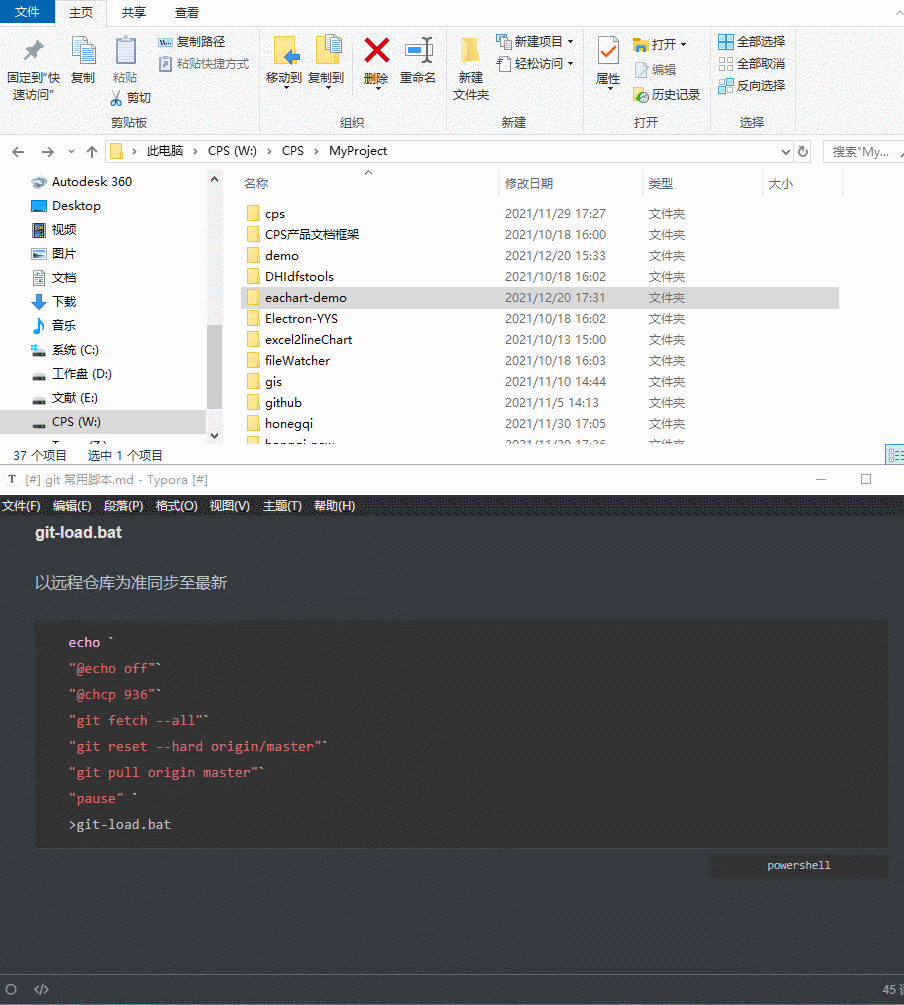 文件 主页 共享 查看
固定到"快速访问"
复制
粘贴
复制路径
粘贴快捷方式
剪切
剪贴板
移动到 复制到 删除 重命名
组织
新建文件夹
新建项目
轻松访问
新建
属性
打开
编辑
历史记录
打开
全部选择
全部取消
反向选择
选择
此电脑 > CPS (W:) > CPS > MyProject
搜索"My...
Autodesk 360
Desktop
视频
图片
文档
下载
音乐
系统 (C:)
工作盘 (D:)
文献 (E:)
CPS (W:)
名称 修改日期 类型 大小
cps 2021/11/29 17:27 文件夹
CPS产品文档框架 2021/10/18 16:00 文件夹
demo 2021/12/20 15:33 文件夹
DHIdfstools 2021/10/18 16:02 文件夹
eachart-demo 2021/12/20 17:31 文件夹
Electron-YYS 2021/10/18 16:02 文件夹
excel2lineChart 2021/10/13 15:00 文件夹
fileWatcher 2021/10/18 16:03 文件夹
gis 2021/11/10 14:44 文件夹
github 2021/11/5 14:13 文件夹
honegqi 2021/11/30 17:05 文件夹
37 个项目 选中 1 个项目
T [#] git 常用脚本.md - Typora [#]
文件(F) 编辑(E) 段落(P) 格式(O) 视图(V) 主题(T) 帮助(H)
git-load.bat
以远程仓库为准同步至最新
echo `
"@echo off"`
"@chcp 936"`
"git fetch --all"`
"git reset --hard origin/master"`
"git pull origin master"`
"pause" `
>git-load.bat
powershell
</> 45